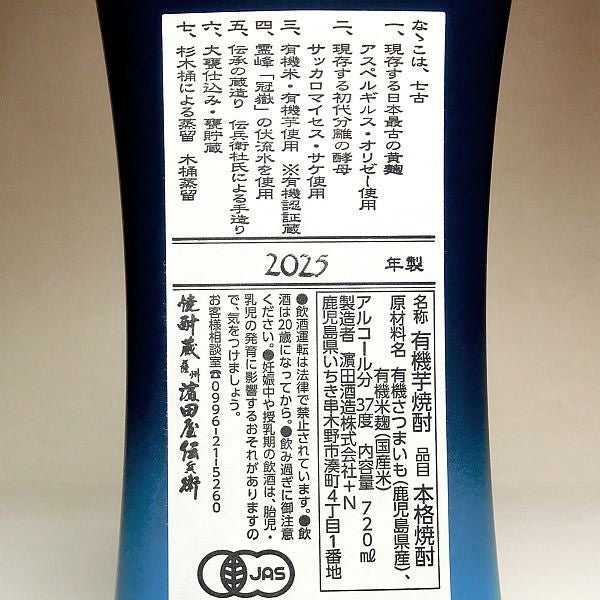 なゝこは、七古
一、現存する日本最古の黄麹
アスペルギルス・オリゼー使用
二、現存する初代分離の酵母
サッカロマイセス・サケ使用
三、有機米・有機芋使用 ※有機認証蔵
四、霊峰「冠嶽」の伏流水を使用
五、伝承の蔵造り 伝兵衛杜氏による手造り
六、大甕仕込み・甕貯蔵
七、杉木桶による蒸留 木桶蒸留
2025 年製
名称 有機芋焼酎 品目 本格焼酎
原材料名 有機さつまいも(鹿児島県産)、
有機米麹(国産米)
アルコール分 37度 内容量 720㎖
製造者 濵田酒造株式会社+N
鹿児島県いちき串木野市湊町4丁目1番地
●飲酒運転は法律で禁止されています。●飲
酒は20歳になってから。●飲み過ぎに御注意
ください。●妊娠中や授乳期の飲酒は、胎児・
乳児の発育に影響するおそれがありますの
で、気をつけましょう。
お客様相談室☎0996-21-5260
焼酎蔵 薩州 濵田屋伝兵衛
JAS